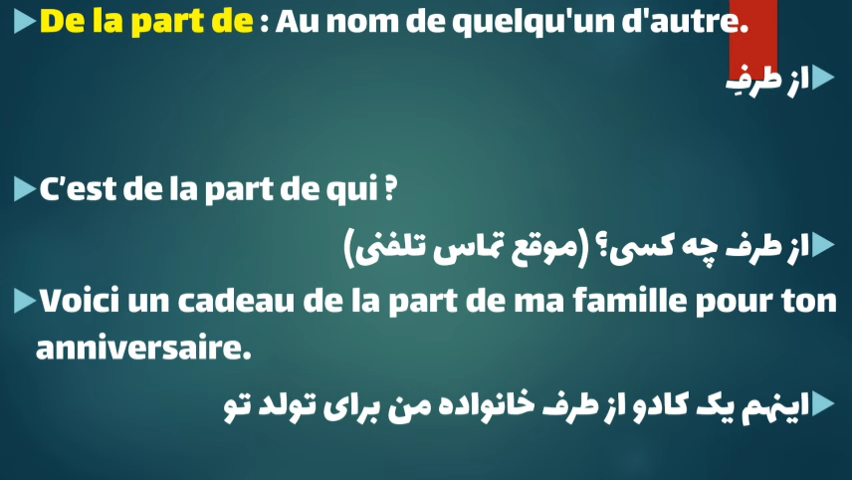 De la part de : Au nom de quelqu'un d'autre.
از طرفِ
C'est de la part de qui ?
از طرف چه کسی؟ (موقع تماس تلفنی)
Voici un cadeau de la part de ma famille pour ton
anniversaire.
اینهم یک کادو از طرف خانواده من برای تولد تو